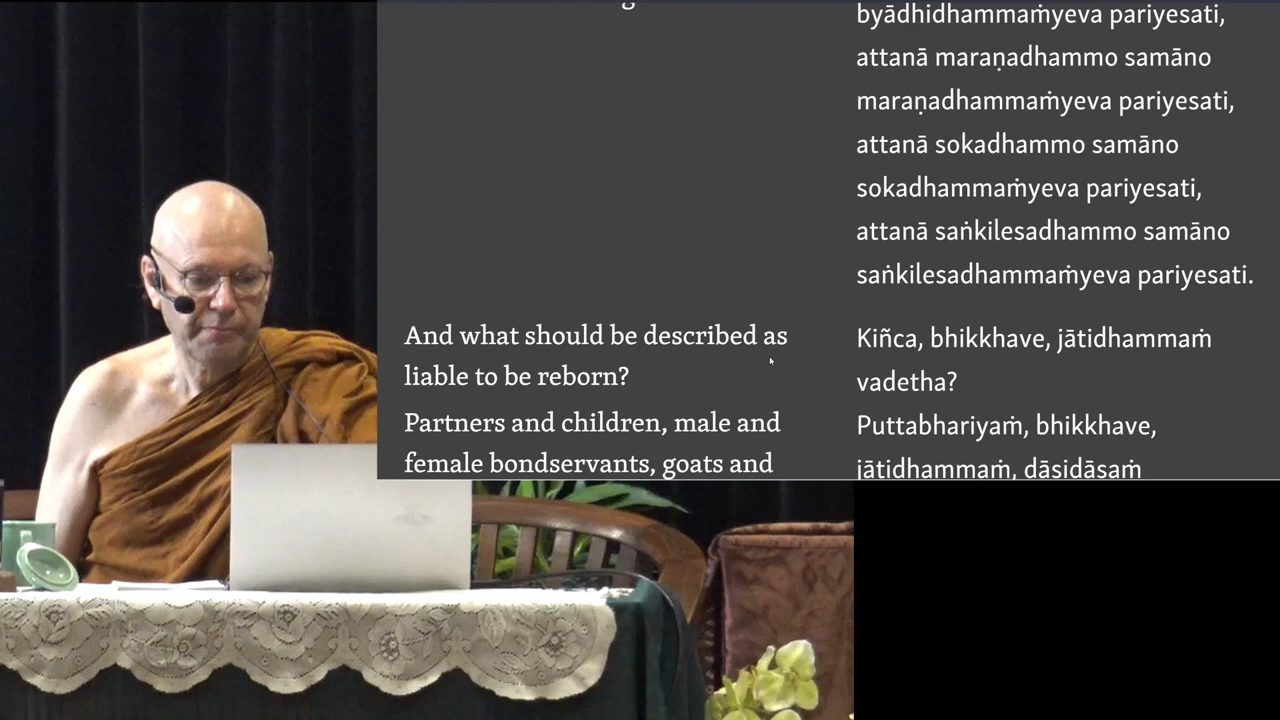 And what should be described as
liable to be reborn?
Partners and children, male and
female bondservants, goats and
byādhidhammaṁyeva pariyesati,
attanā maraṇadhammo samāno
maraṇadhammaṁyeva pariyesati,
attanā sokadhammo samāno
sokadhammaṁyeva pariyesati,
attanā saṅkilesadhammo samāno
saṅkilesadhammaṁyeva pariyesati.
Kiñca, bhikkhave, jātidhammaṁ
vadetha?
Puttabhariyaṁ, bhikkhave,
jātidhammaṁ, dāsidāsaṁ